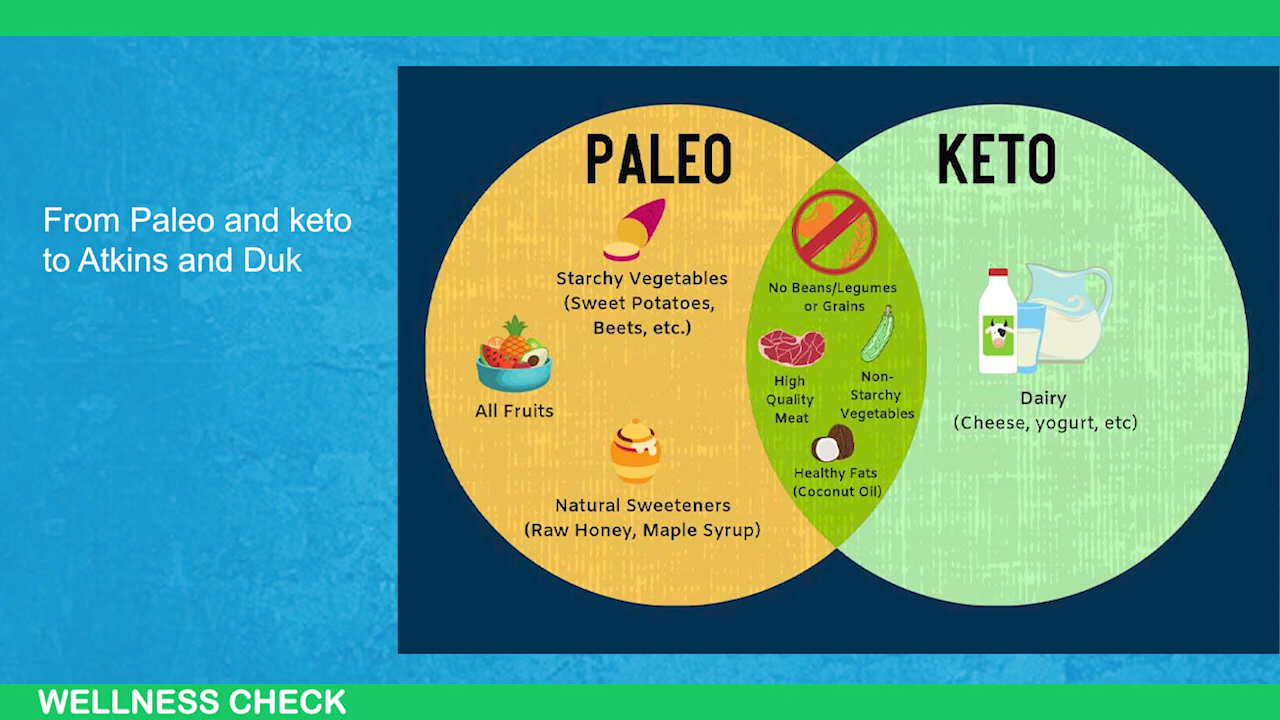 From Paleo and keto
to Atkins and Duk
PALEO
Starchy Vegetables
(Sweet Potatoes,
Beets, etc.)
All Fruits
Natural Sweeteners
(Raw Honey, Maple Syrup)
No Beans/Legumes
or Grains
High
Quality
Meat
Non-
Starchy
Vegetables
Healthy Fats
(Coconut Oil)
KETO
Dairy
(Cheese, yogurt, etc)
WELLNESS CHECK